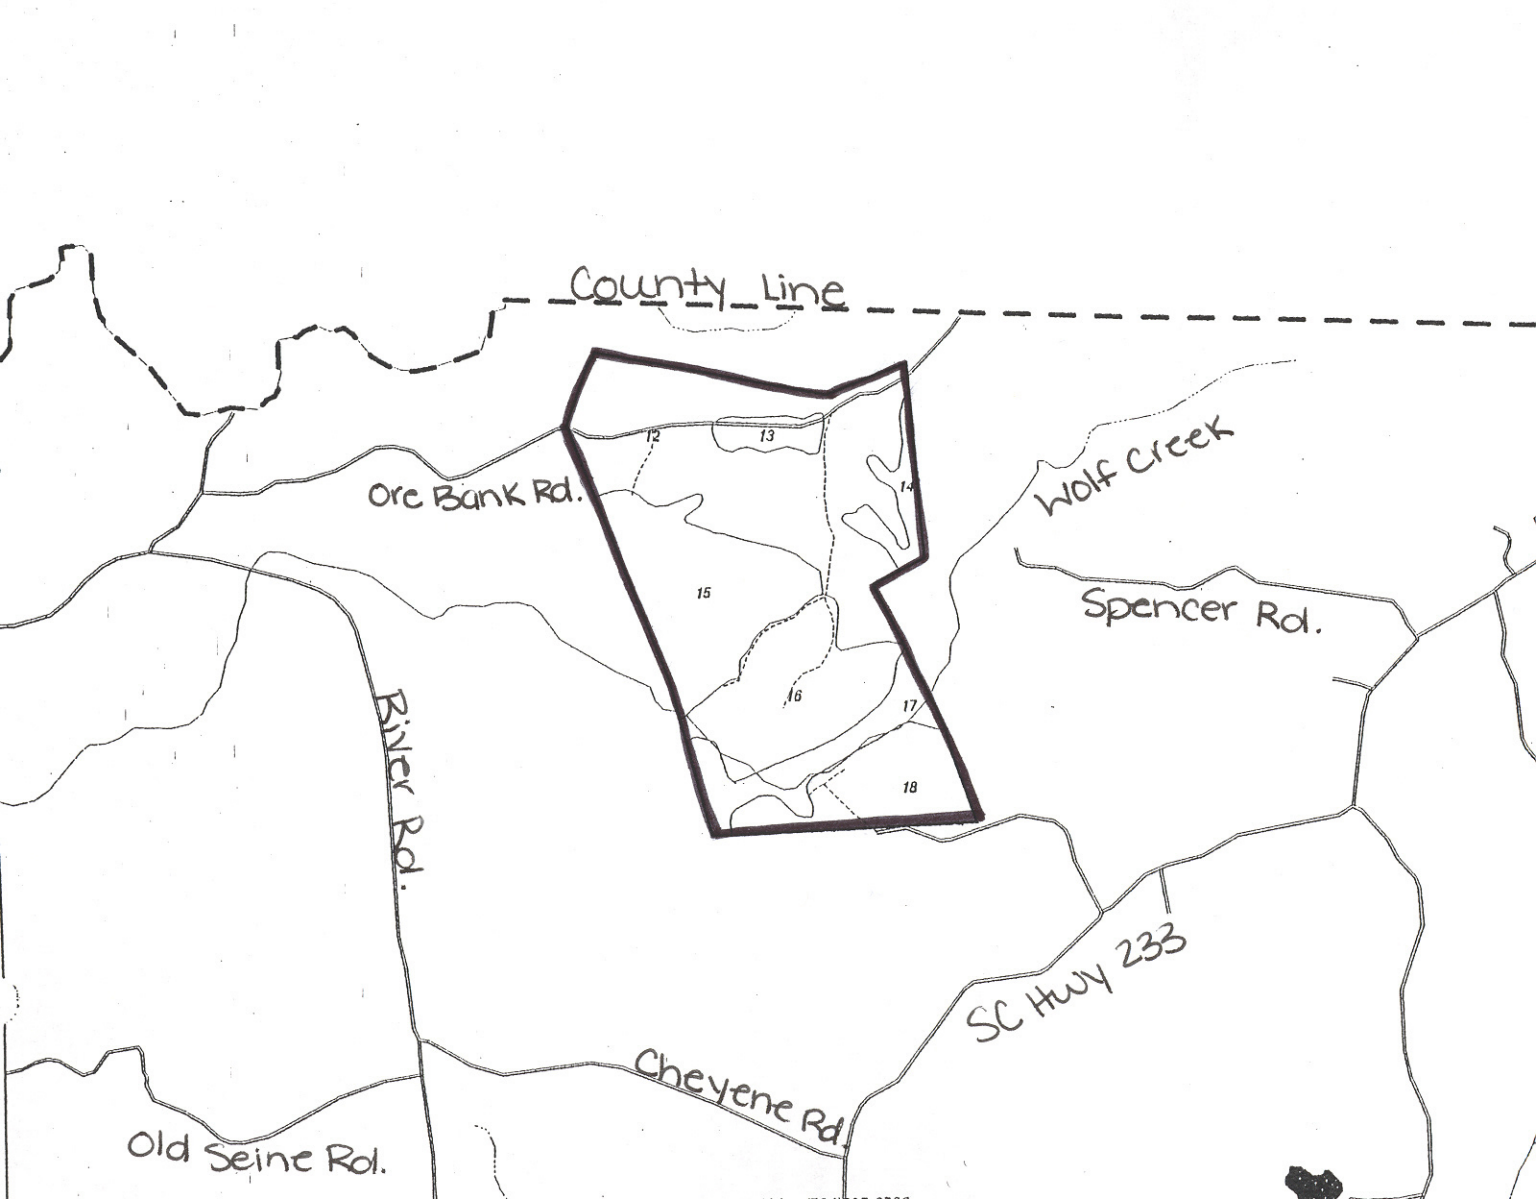 County Line
12
13
Wolf Creek
14
Ore Bank Rd.
15
Spencer Rd.
16
17
River Rd.
18
SC Hwy 233
Cheyene Rd.
Old Seine Rd.